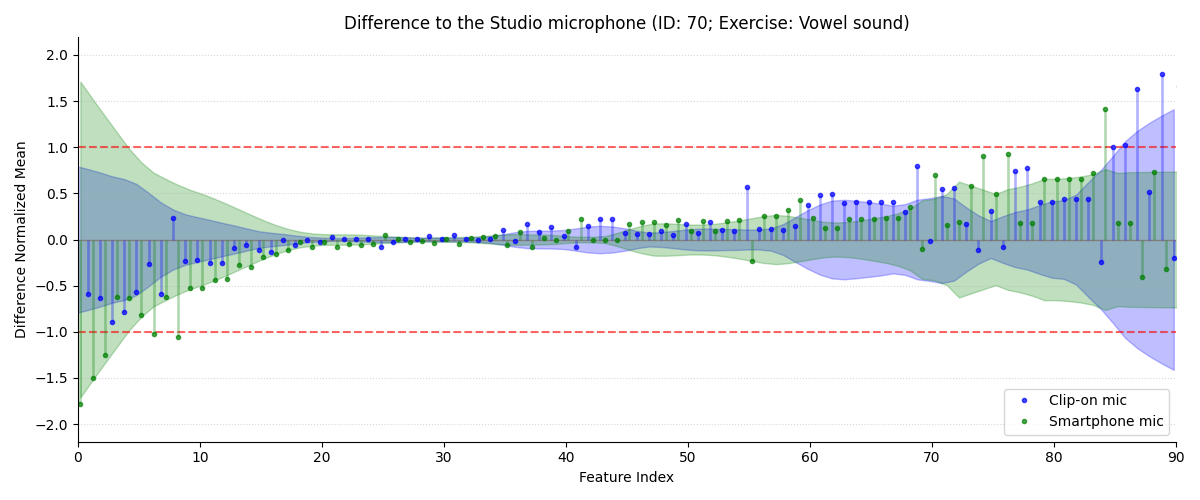 Difference to the Studio microphone (ID: 70; Exercise: Vowel sound)
Difference Normalized Mean
2.0
1.5
1.0
0.5
0.0
−0.5
−1.0
−1.5
−2.0
0 10 20 30 40 50 60 70 80 90
Feature Index
Clip-on mic
Smartphone mic